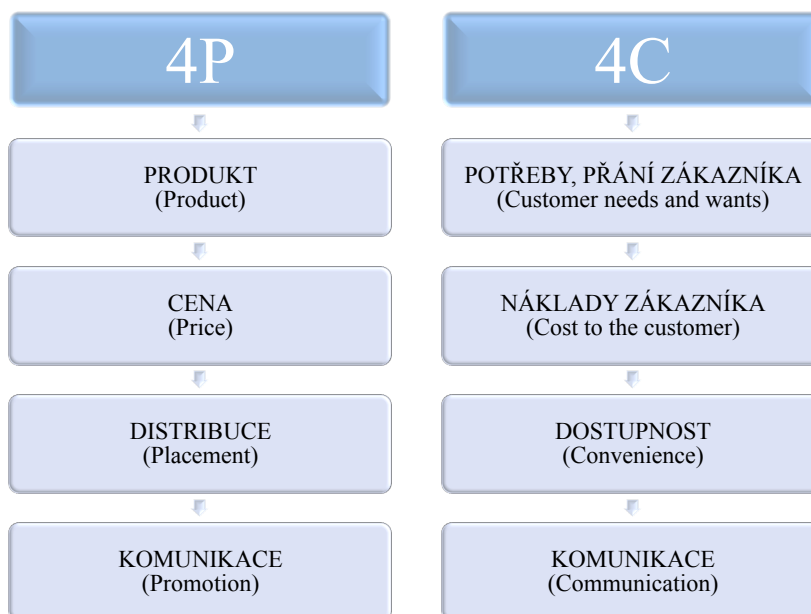 4P
PRODUKT
(Product)
CENA
(Price)
DISTRIBUCE
(Placement)
KOMUNIKACE
(Promotion)
4C
POTŘEBY, PŘÁNÍ ZÁKAZNÍKA
(Customer needs and wants)
NÁKLADY ZÁKAZNÍKA
(Cost to the customer)
DOSTUPNOST
(Convenience)
KOMUNIKACE
(Communication)